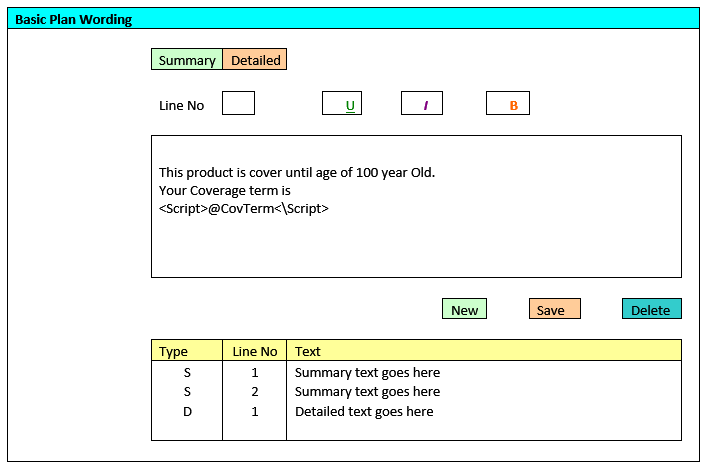 Basic Plan Wording
Summary Detailed
Line No U I B
This product is cover until age of 100 year Old.
Your Coverage term is
<Script>@CovTerm<\Script>
New Save Delete
Type Line No Text
S 1 Summary text goes here
S 2 Summary text goes here
D 1 Detailed text goes here